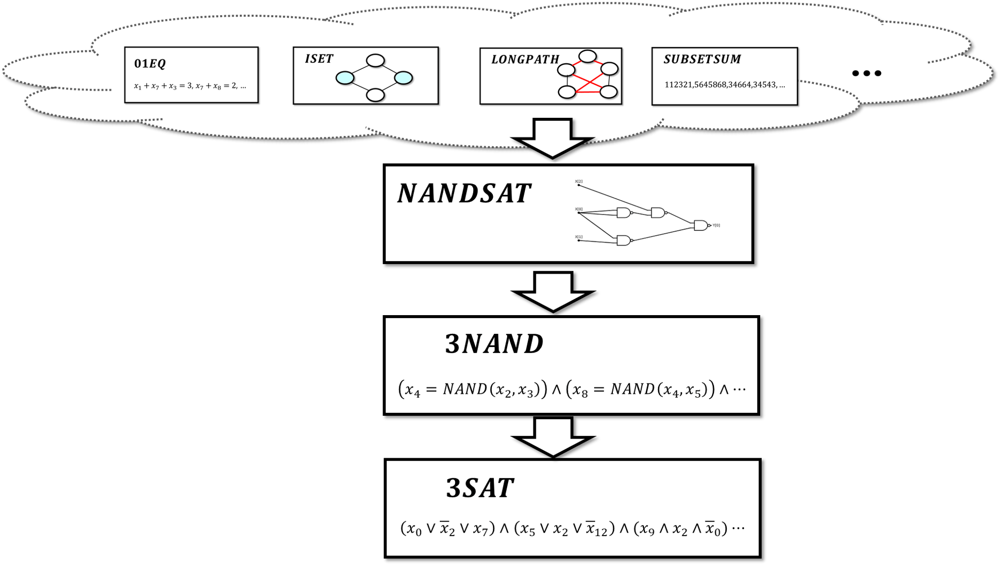 01EQ
x₁ + x₇ + x₃ = 3, x₇ + x₈ = 2, ...
ISET
LONGPATH
SUBSETSUM
112321,5645868,34664,34543, ...
...
NANDSAT
X[2]
X[0]
X[1]
Y[0]
3NAND
(x₄ = NAND(x₂, x₃)) ∧ (x₈ = NAND(x₄, x₅)) ∧ ⋯
3SAT
(x₀ ∨ x̅₂ ∨ x₇) ∧ (x₅ ∨ x₂ ∨ x̅₁₂) ∧ (x₉ ∧ x₂ ∧ x̅₀) ⋯